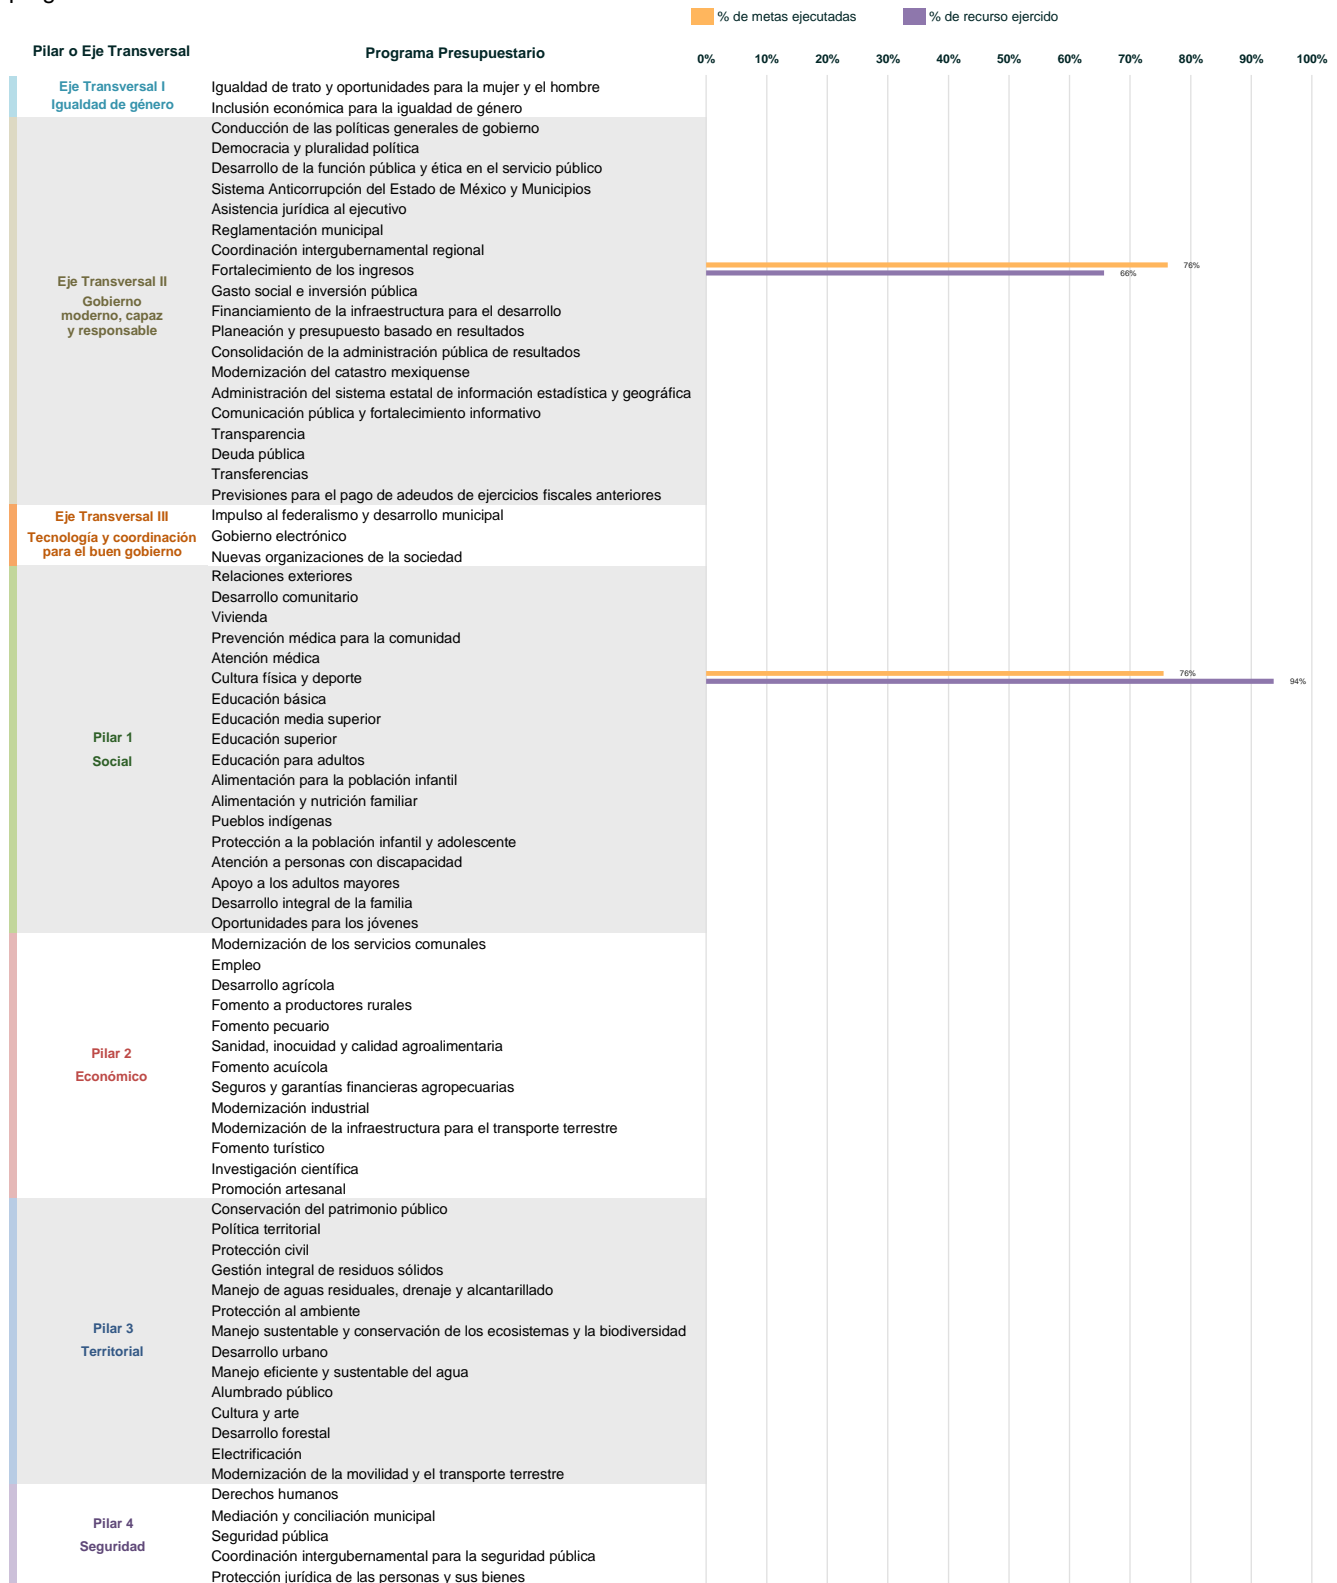 % de metas ejecutadas % de recurso ejercido
Pilar o Eje Transversal Programa Presupuestario 0% 10% 20% 30% 40% 50% 60% 70% 80% 90% 100%
Eje Transversal I
Igualdad de género
Igualdad de trato y oportunidades para la mujer y el hombre
Inclusión económica para la igualdad de género
Eje Transversal II
Gobierno
moderno, capaz
y responsable
Conducción de las políticas generales de gobierno
Democracia y pluralidad política
Desarrollo de la función pública y ética en el servicio público
Sistema Anticorrupción del Estado de México y Municipios
Asistencia jurídica al ejecutivo
Reglamentación municipal
Coordinación intergubernamental regional
Fortalecimiento de los ingresos
76%
66%
Gasto social e inversión pública
Financiamiento de la infraestructura para el desarrollo
Planeación y presupuesto basado en resultados
Consolidación de la administración pública de resultados
Modernización del catastro mexiquense
Administración del sistema estatal de información estadística y geográfica
Comunicación pública y fortalecimiento informativo
Transparencia
Deuda pública
Transferencias
Previsiones para el pago de adeudos de ejercicios fiscales anteriores
Eje Transversal III
Tecnología y coordinación
para el buen gobierno
Impulso al federalismo y desarrollo municipal
Gobierno electrónico
Nuevas organizaciones de la sociedad
Pilar 1
Social
Relaciones exteriores
Desarrollo comunitario
Vivienda
Prevención médica para la comunidad
Atención médica
Cultura física y deporte
76%
94%
Educación básica
Educación media superior
Educación superior
Educación para adultos
Alimentación para la población infantil
Alimentación y nutrición familiar
Pueblos indígenas
Protección a la población infantil y adolescente
Atención a personas con discapacidad
Apoyo a los adultos mayores
Desarrollo integral de la familia
Oportunidades para los jóvenes
Pilar 2
Económico
Modernización de los servicios comunales
Empleo
Desarrollo agrícola
Fomento a productores rurales
Fomento pecuario
Sanidad, inocuidad y calidad agroalimentaria
Fomento acuícola
Seguros y garantías financieras agropecuarias
Modernización industrial
Modernización de la infraestructura para el transporte terrestre
Fomento turístico
Investigación científica
Promoción artesanal
Pilar 3
Territorial
Conservación del patrimonio público
Política territorial
Protección civil
Gestión integral de residuos sólidos
Manejo de aguas residuales, drenaje y alcantarillado
Protección al ambiente
Manejo sustentable y conservación de los ecosistemas y la biodiversidad
Desarrollo urbano
Manejo eficiente y sustentable del agua
Alumbrado público
Cultura y arte
Desarrollo forestal
Electrificación
Modernización de la movilidad y el transporte terrestre
Pilar 4
Seguridad
Derechos humanos
Mediación y conciliación municipal
Seguridad pública
Coordinación intergubernamental para la seguridad pública
Protección jurídica de las personas y sus bienes